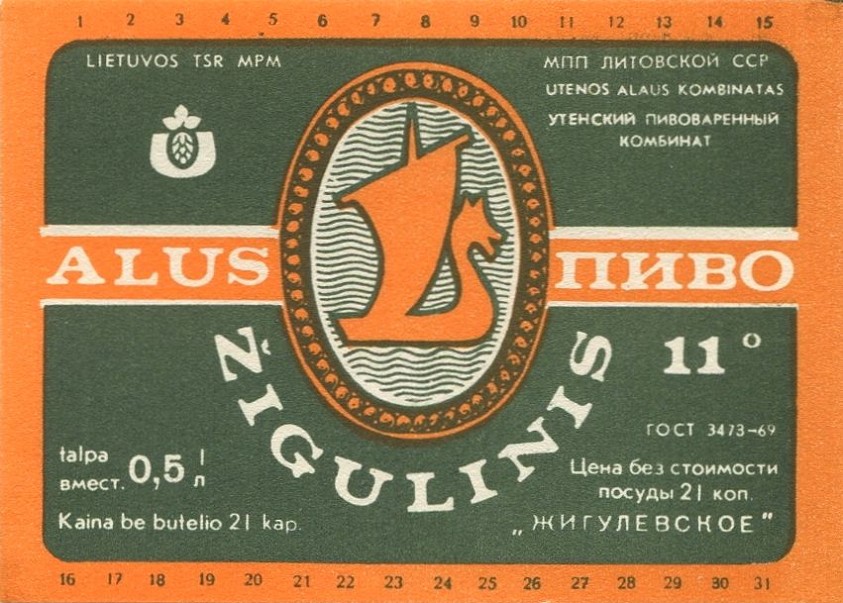 1 2 3 4 5 6 7 8 9 10 11 12 13 14 15
LIETUVOS TSR MPM
МПП ЛИТОВСКОЙ ССР
UTENOS ALAUS KOMBINATAS
УТЕНСКИЙ ПИВОВАРЕННЫЙ
КОМБИНАТ
ALUS
ПИВО
ŽIGULINIS
11°
ГОСТ 3473-69
talpa
вмест. 0,5 l
л
Kaina be butelio 21 kap.
Цена без стоимости
посуды 21 коп.
„ЖИГУЛЕВСКОЕ"
16 17 18 19 20 21 22 23 24 25 26 27 28 29 30 31